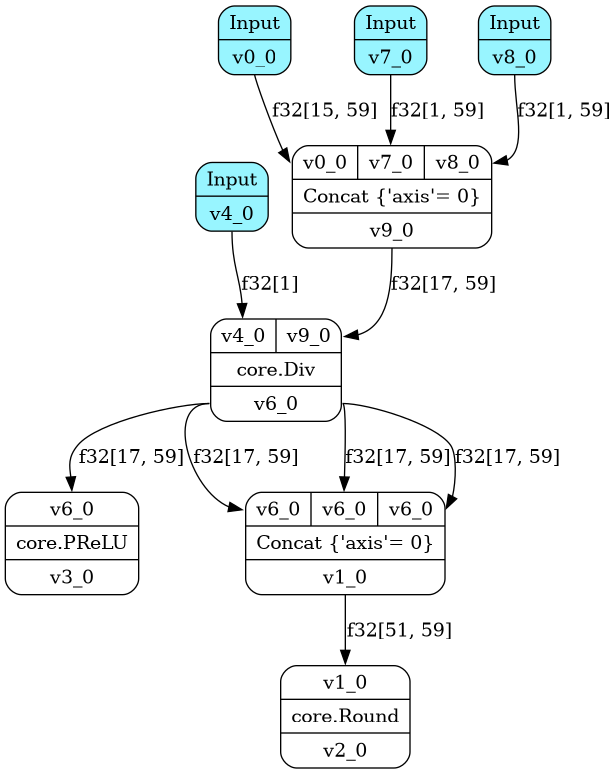 Input
v0_0
Input
v7_0
Input
v8_0
f32[15, 59]
f32[1, 59]
f32[1, 59]
v0_0 v7_0 v8_0
Concat {'axis'= 0}
v9_0
Input
v4_0
f32[1]
f32[17, 59]
v4_0 v9_0
core.Div
v6_0
f32[17, 59]
f32[17, 59]
f32[17, 59]
f32[17, 59]
v6_0
core.PReLU
v3_0
v6_0 v6_0 v6_0
Concat {'axis'= 0}
v1_0
f32[51, 59]
v1_0
core.Round
v2_0